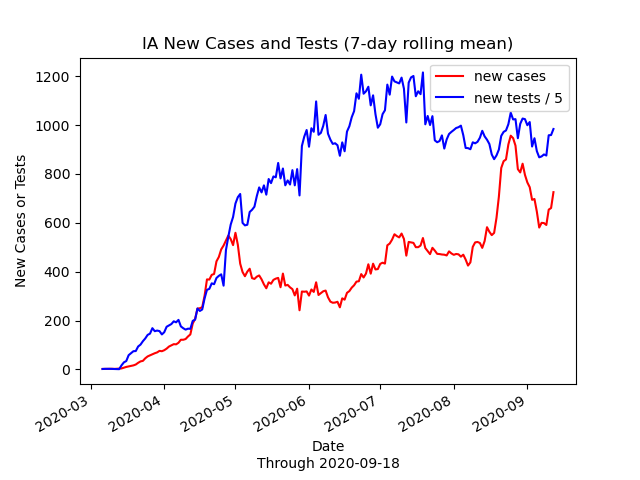 IA New Cases and Tests (7-day rolling mean)
new cases
new tests / 5
New Cases or Tests
1200
1000
800
600
400
200
0
2020-03
2020-04
2020-05
2020-06
2020-07
2020-08
2020-09
Date
Through 2020-09-18